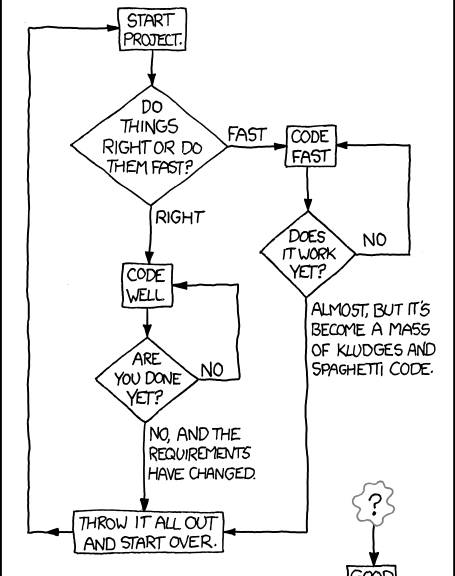 START
PROJECT.
DO
THINGS
RIGHT OR DO
THEM FAST?
FAST
CODE
FAST
RIGHT
DOES
IT WORK
YET?
NO
CODE
WELL.
ALMOST, BUT IT'S
BECOME A MASS
OF KLUDGES AND
SPAGHETTI CODE.
ARE
YOU DONE
YET?
NO
NO, AND THE
REQUIREMENTS
HAVE CHANGED.
THROW IT ALL OUT
AND START OVER.
?
GOOD